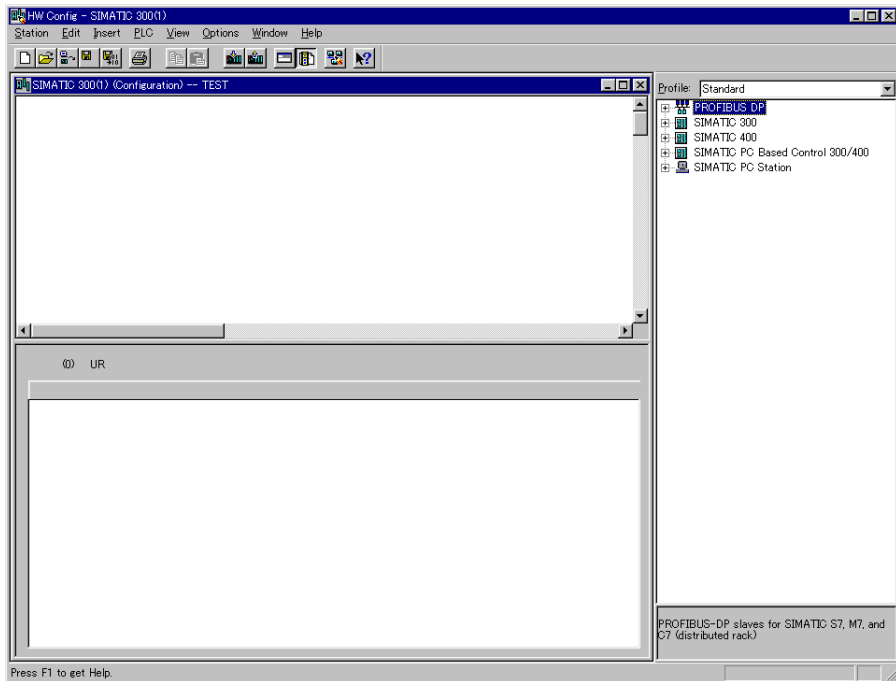 HW Config - SIMATIC 300(1)
Station Edit Insert PLC View Options Window Help
SIMATIC 300(1) (Configuration) -- TEST
(0) UR
Profile: Standard
PROFIBUS DP
SIMATIC 300
SIMATIC 400
SIMATIC PC Based Control 300/400
SIMATIC PC Station
PROFIBUS-DP slaves for SIMATIC S7, M7, and
C7 (distributed rack)
Press F1 to get Help.